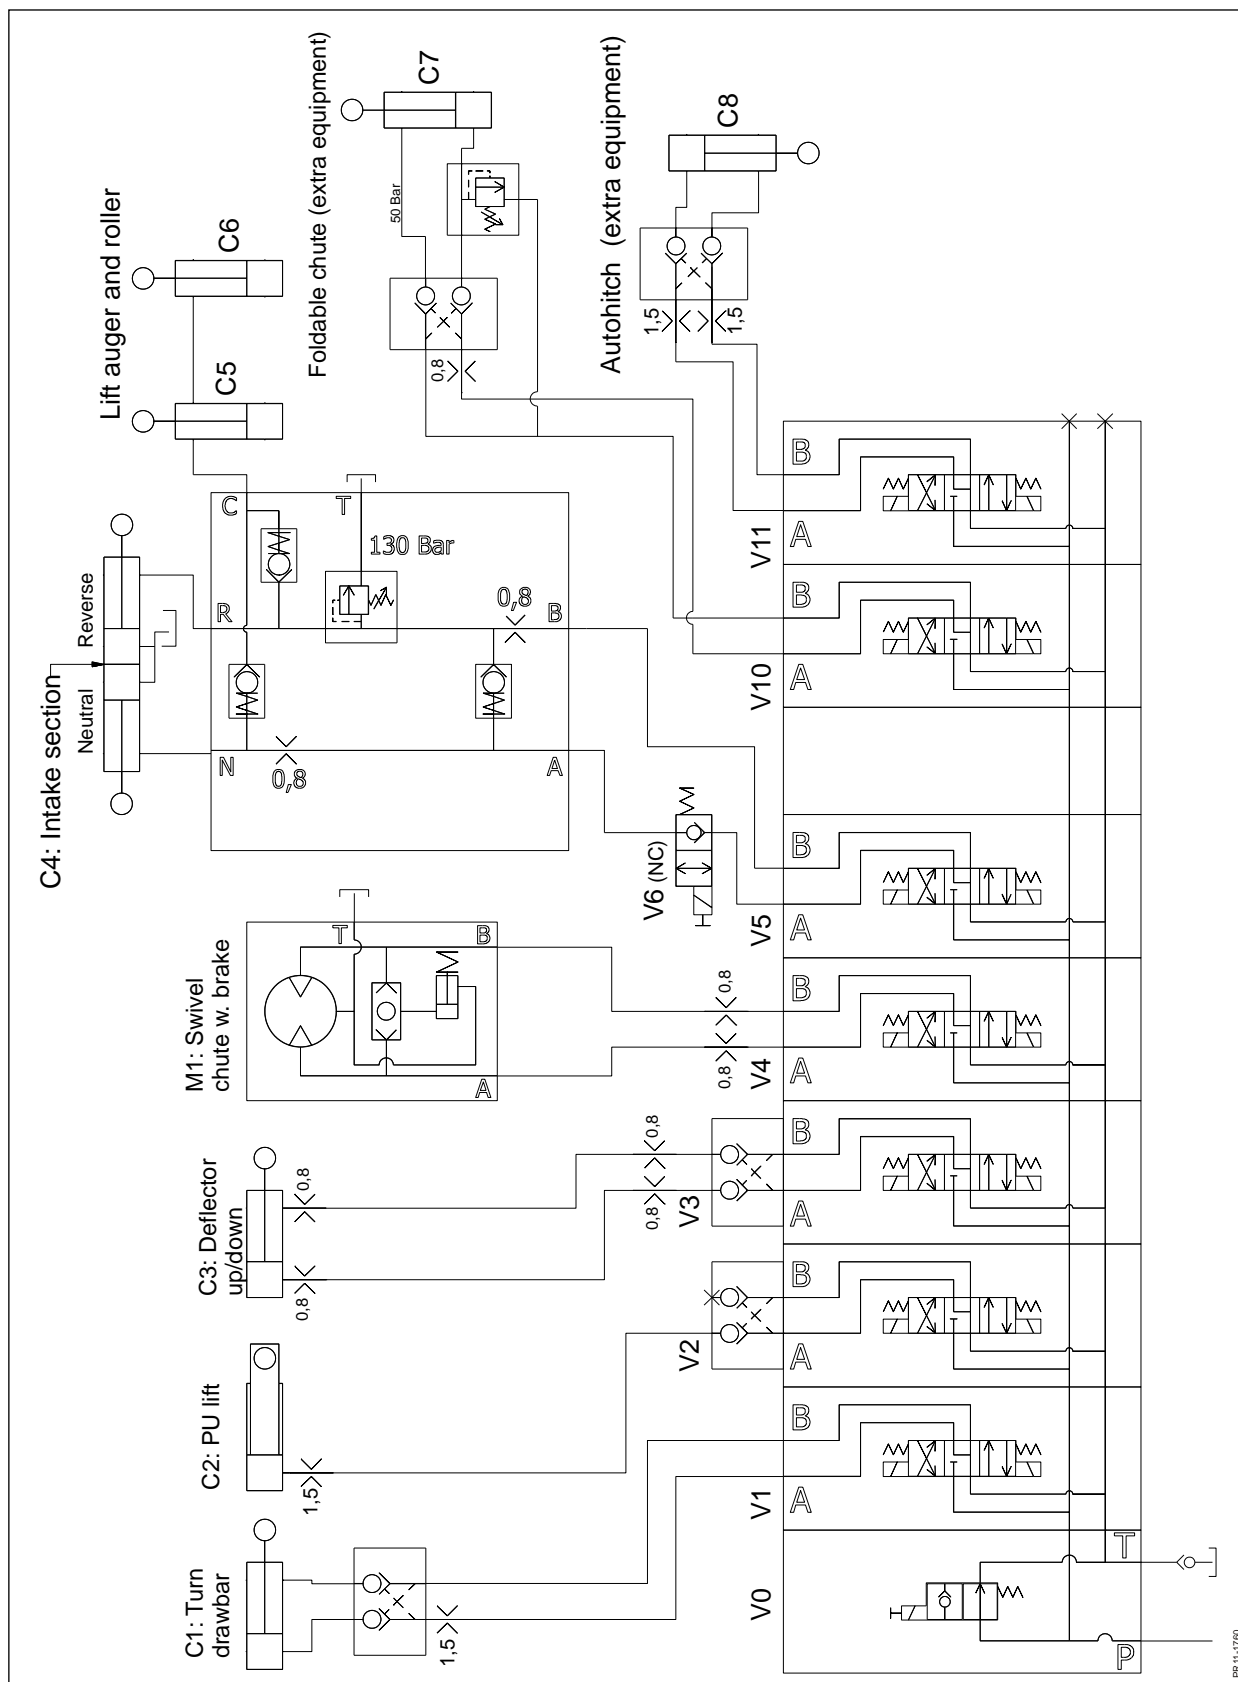 C1: Turn
drawbar
1,5
C2: PU lift
1,5
C3: Deflector
up/down
0,8
0,8
0,8
0,8
M1: Swivel
chute w. brake
T
B
A
0,8
0,8
C4: Intake section
Neutral
Reverse
N
R
C
T
130 Bar
0,8
0,8
A
B
Lift auger and roller
C5
C6
Foldable chute (extra equipment)
C7
50 Bar
0,8
Autohitch (extra equipment)
C8
1,5
1,5
V6 (NC)
V0
P
T
V1
A
B
V2
A
B
V3
A
B
V4
A
B
V5
A
B
V10
A
B
V11
A
B
PR 11-1760